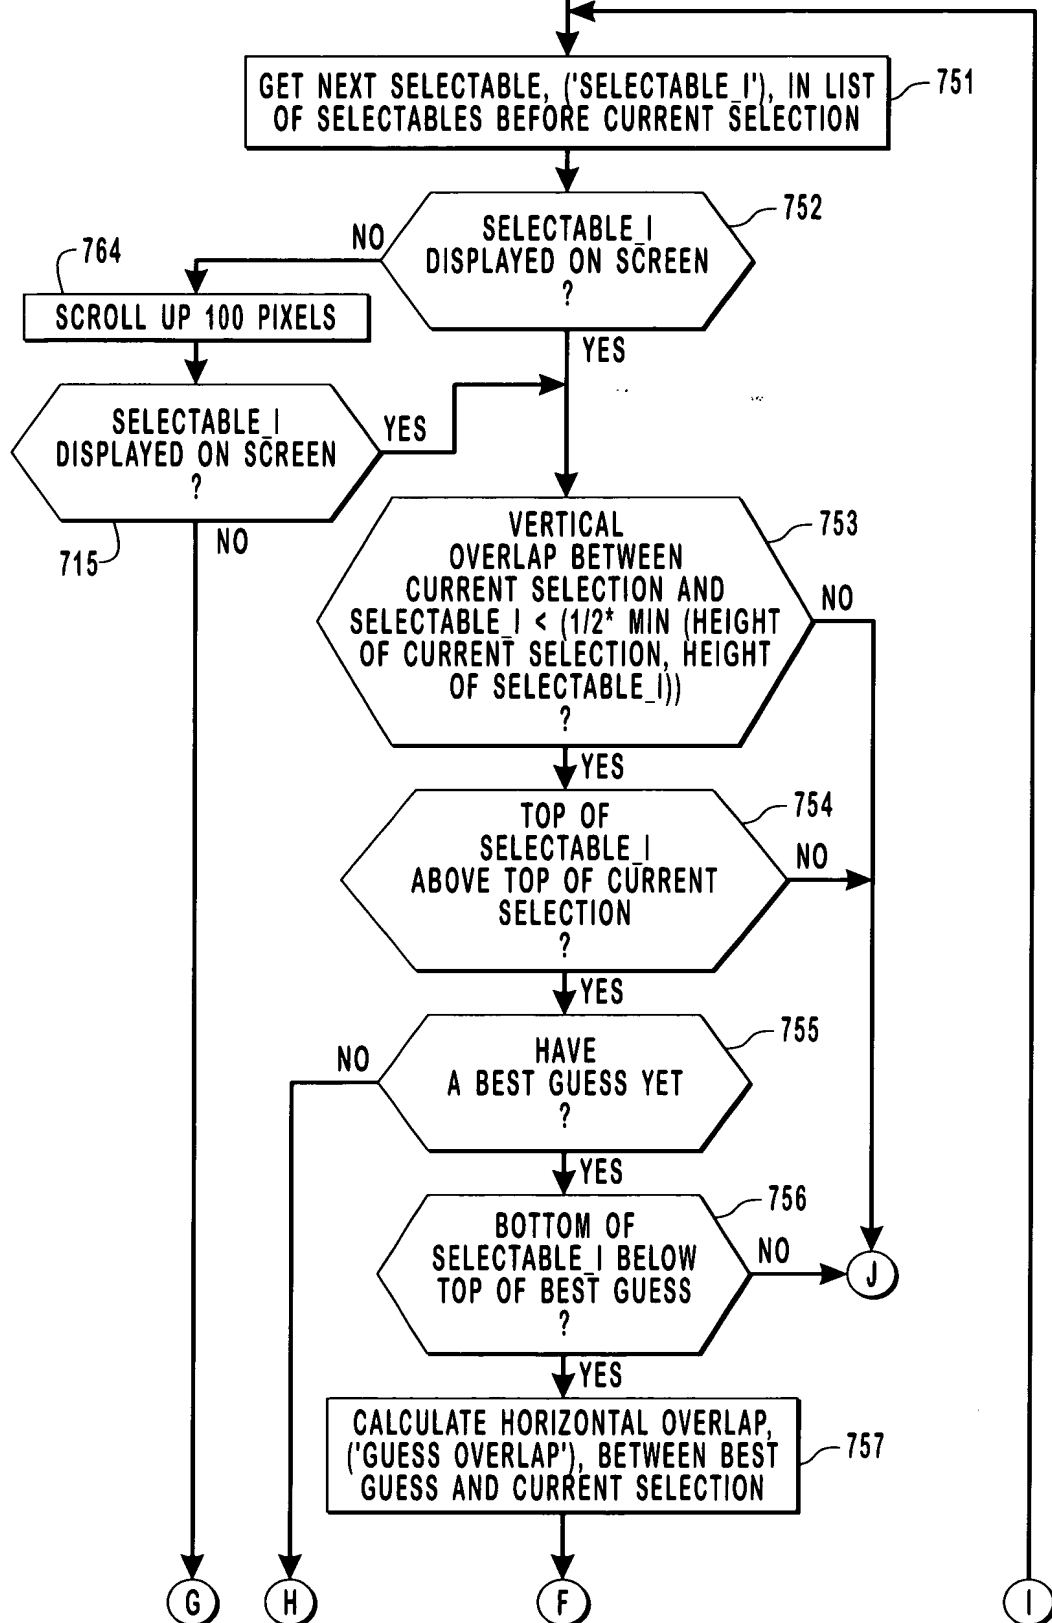 GET NEXT SELECTABLE, ('SELECTABLE_I'), IN LIST
OF SELECTABLES BEFORE CURRENT SELECTION
751
SELECTABLE_I
DISPLAYED ON SCREEN
?
752
NO
YES
764
SCROLL UP 100 PIXELS
SELECTABLE_I
DISPLAYED ON SCREEN
?
YES
715
NO
VERTICAL
OVERLAP BETWEEN
CURRENT SELECTION AND
SELECTABLE_I < (1/2* MIN (HEIGHT
OF CURRENT SELECTION, HEIGHT
OF SELECTABLE_I))
?
753
NO
YES
TOP OF
SELECTABLE_I
ABOVE TOP OF CURRENT
SELECTION
?
754
NO
YES
HAVE
A BEST GUESS YET
?
755
NO
YES
BOTTOM OF
SELECTABLE_I BELOW
TOP OF BEST GUESS
?
756
NO
J
YES
CALCULATE HORIZONTAL OVERLAP,
('GUESS OVERLAP'), BETWEEN BEST
GUESS AND CURRENT SELECTION
757
G
H
F
I